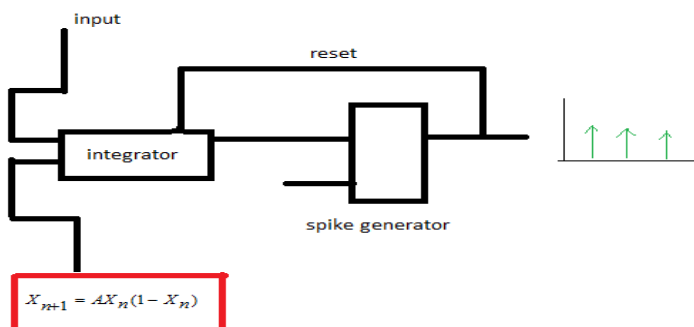 input
reset
integrator
spike generator
X_{n+1} = AX_n(1 − X_n)